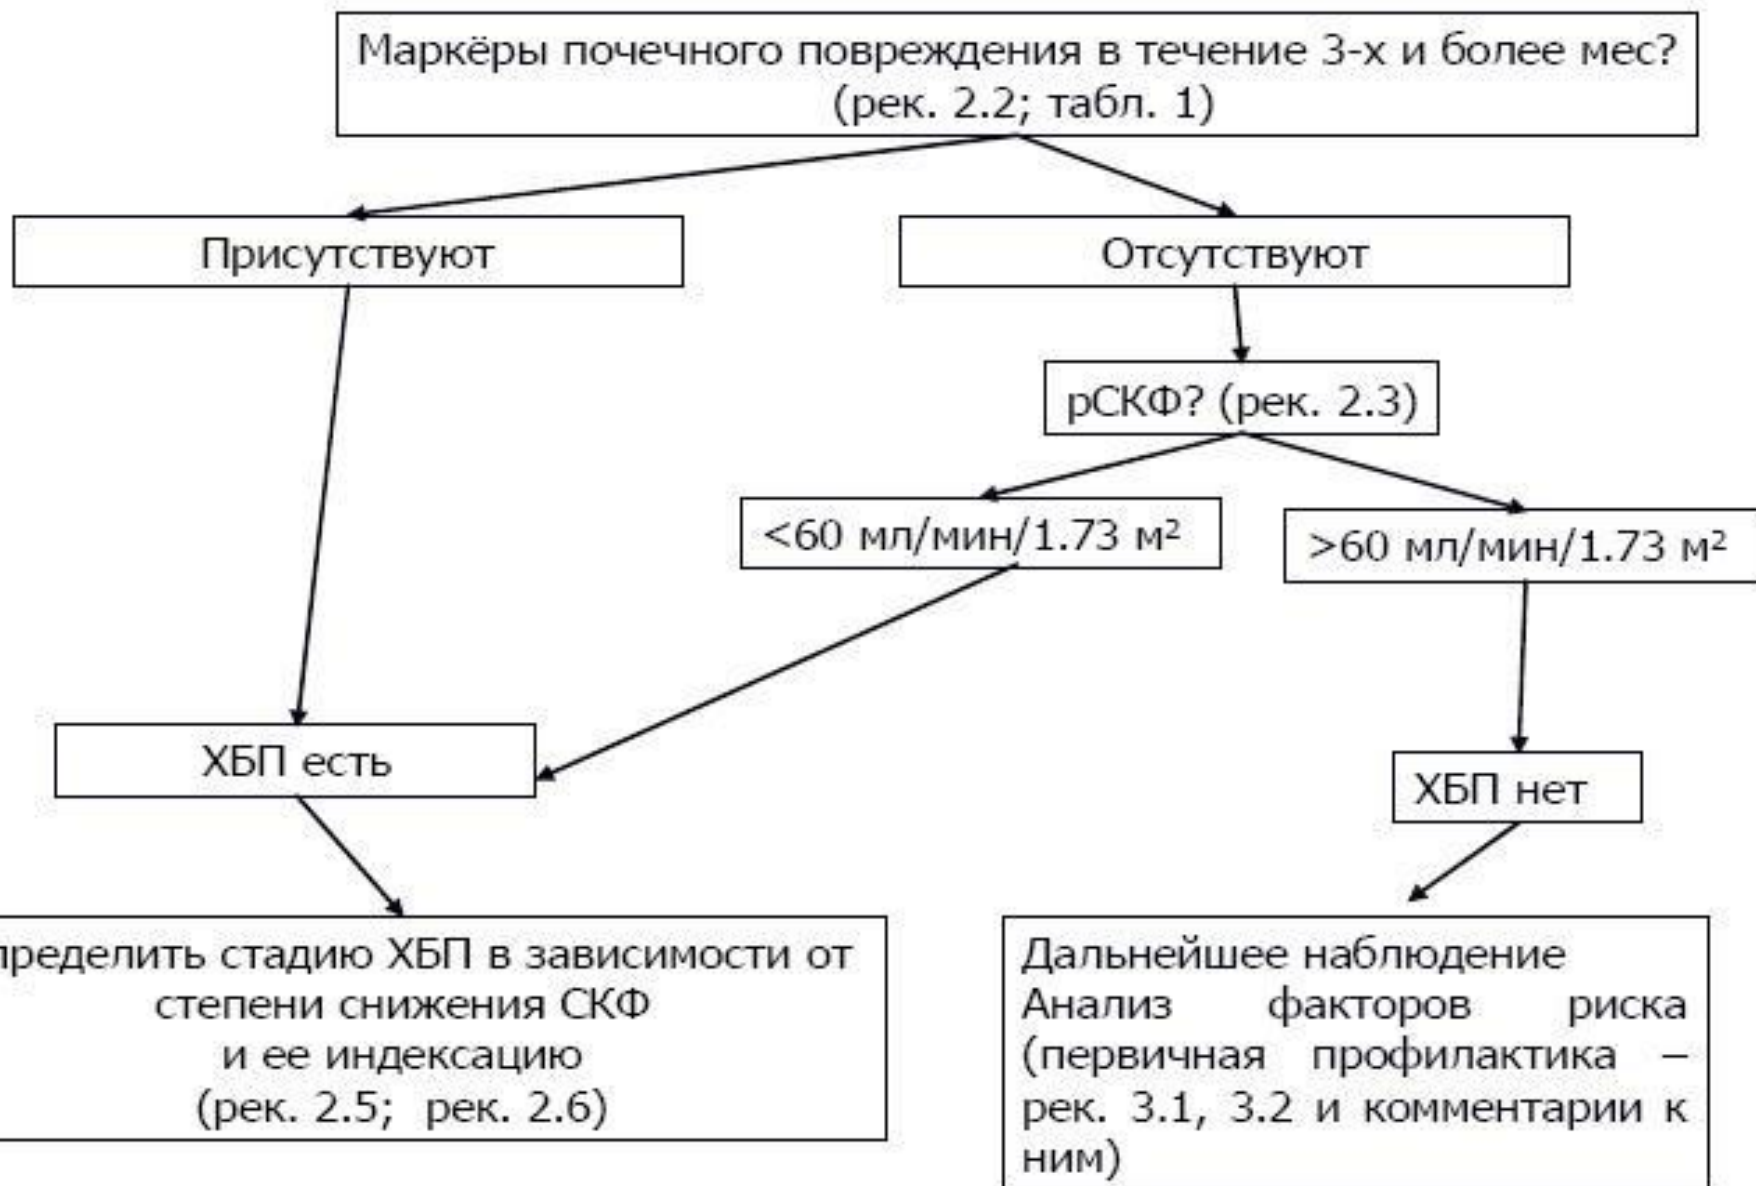 Маркёры почечного повреждения в течение 3-х и более мес?
(рек. 2.2; табл. 1)
Присутствуют
Отсутствуют
рСКФ? (рек. 2.3)
<60 мл/мин/1.73 м²
>60 мл/мин/1.73 м²
ХБП есть
ХБП нет
пределить стадию ХБП в зависимости от
степени снижения СКФ
и ее индексацию
(рек. 2.5; рек. 2.6)
Дальнейшее наблюдение
Анализ факторов риска
(первичная профилактика –
рек. 3.1, 3.2 и комментарии к
ним)